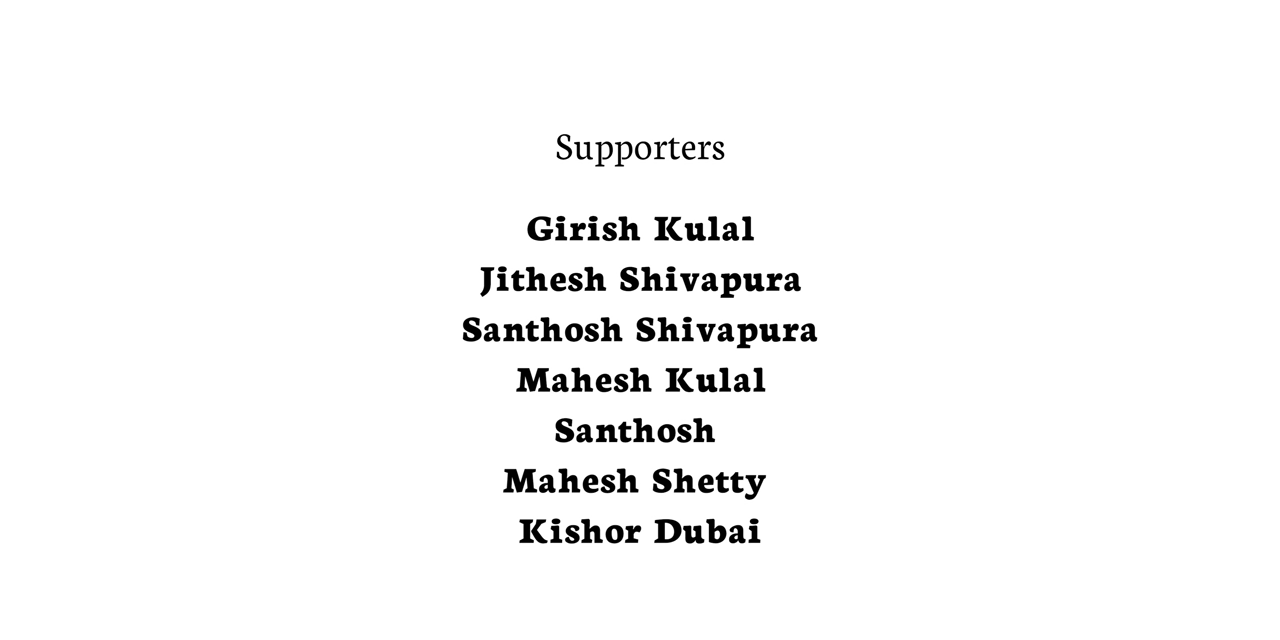 Supporters
Girish Kulal
Jithesh Shivapura
Santhosh Shivapura
Mahesh Kulal
Santhosh
Mahesh Shetty
Kishor Dubai